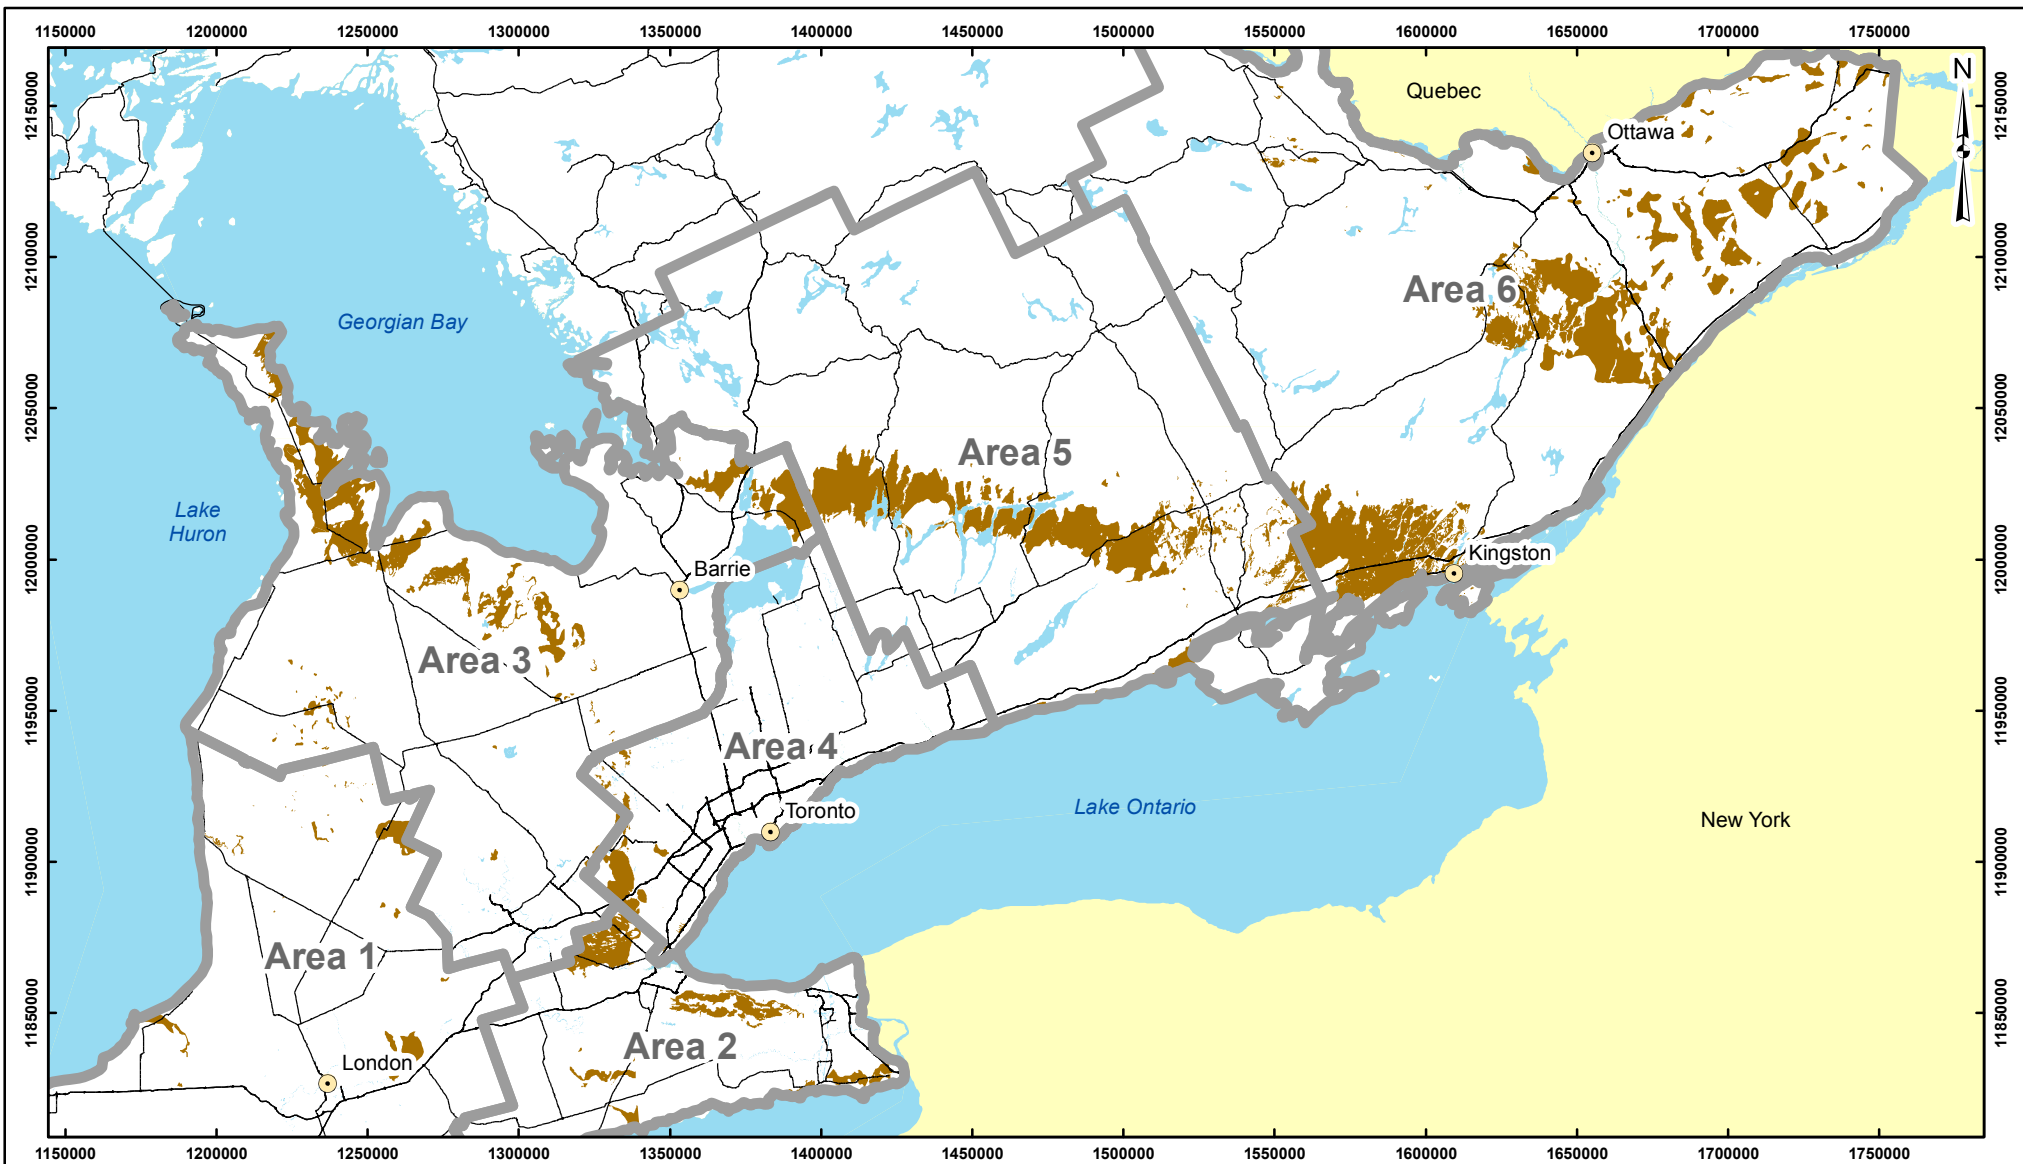 1150000 1200000 1250000 1300000 1350000 1400000 1450000 1500000 1550000 1600000 1650000 1700000 1750000
N
Quebec
12150000
12150000
Ottawa
12100000
12100000
Area 6
Georgian Bay
12050000
12050000
Area 5
Lake
Huron
Kingston
12000000
12000000
Barrie
Area 3
11950000
11950000
Area 4
Toronto
Lake Ontario
New York
11900000
11900000
Area 1
11850000
11850000
Area 2
London
1150000 1200000 1250000 1300000 1350000 1400000 1450000 1500000 1550000 1600000 1650000 1700000 1750000